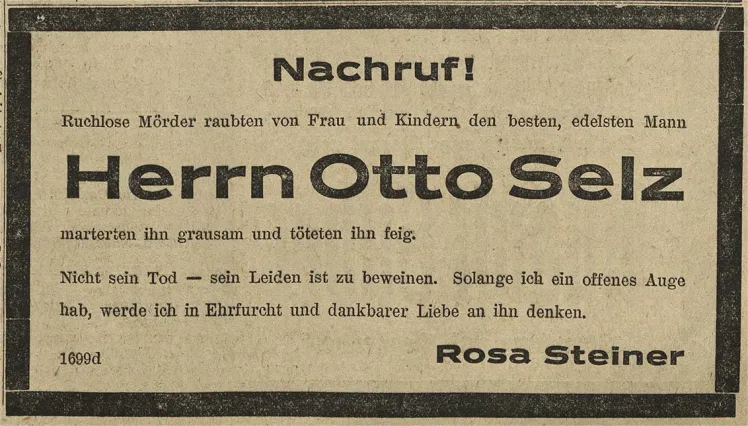 Nachruf!
Ruchlose Mörder raubten von Frau und Kindern den besten, edelsten Mann
Herrn Otto Selz
marterten ihn grausam und töteten ihn feig.
Nicht sein Tod — sein Leiden ist zu beweinen. Solange ich ein offenes Auge
hab, werde ich in Ehrfurcht und dankbarer Liebe an ihn denken.
1699d Rosa Steiner